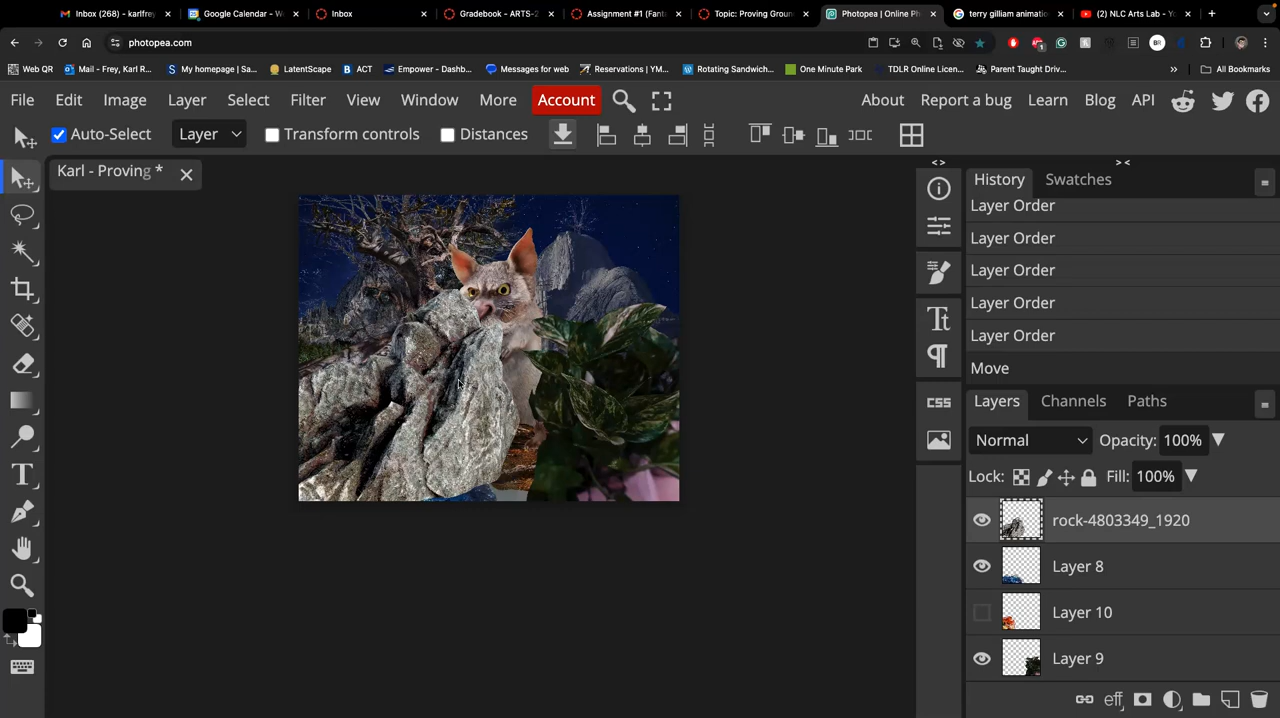 Inbox (268) - karlfrey
Google Calendar - We
Inbox
Gradebook - ARTS-2
Assignment #1 (Fanta
Topic: Proving Ground
Photopea | Online Ph
terry gilliam animatio
(2) NLC Arts Lab - Yo
photopea.com
Web QR
Mail - Frey, Karl R...
My homepage | Sa...
LatentScape
ACT
Empower - Dashb...
Messages for web
Reservations | YM...
Rotating Sandwich...
One Minute Park
TDLR Online Licen...
Parent Taught Driv...
All Bookmarks
File Edit Image Layer Select Filter View Window More Account
About Report a bug Learn Blog API
Auto-Select Layer Transform controls Distances
Karl - Proving *
History Swatches
Layer Order
Layer Order
Layer Order
Layer Order
Layer Order
Move
Layers Channels Paths
Normal Opacity: 100%
Lock: Fill: 100%
rock-4803349_1920
Layer 8
Layer 10
Layer 9
eff
CSS